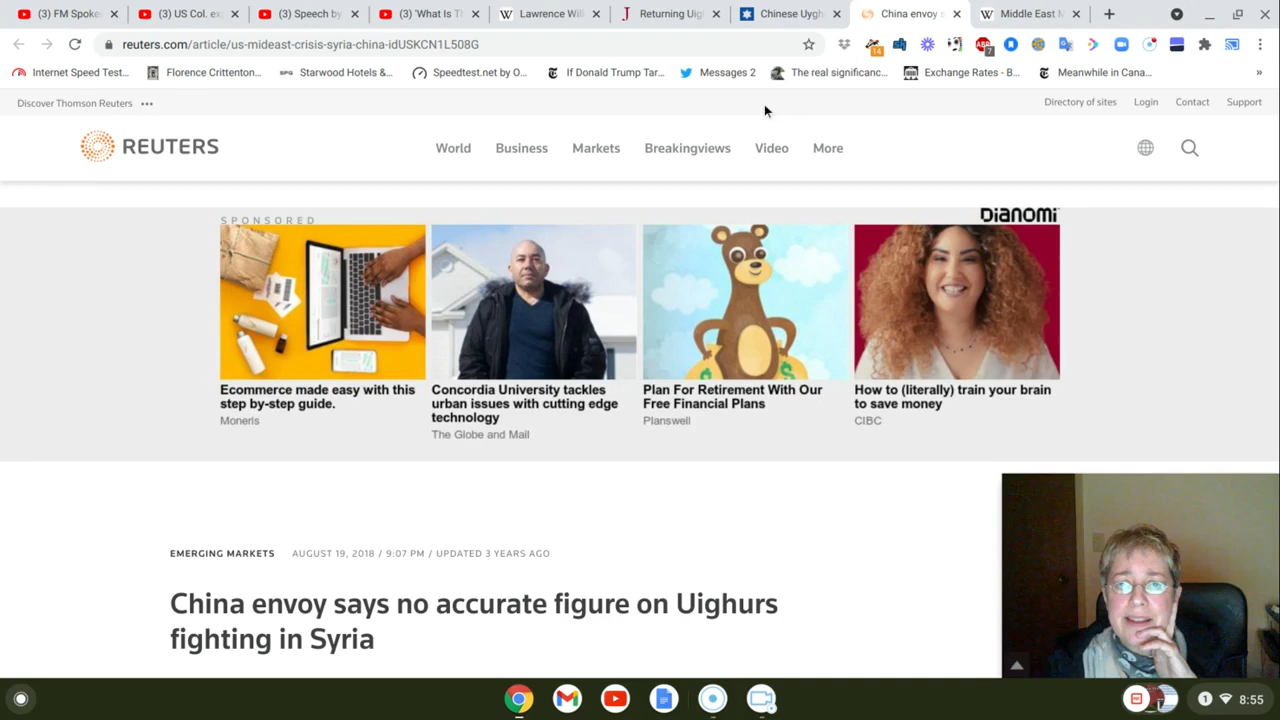 (3) FM Spoke
(3) US Col. ex
(3) Speech by
(3) 'What Is T
Lawrence Wil
Returning Uig
Chinese Uygh
China envoy s
Middle East M
reuters.com/article/us-mideast-crisis-syria-china-idUSKCN1L508G
14
ABP
7
Internet Speed Test...
Florence Crittenton...
SPG
Starwood Hotels &...
Speedtest.net by O...
If Donald Trump Tar...
Messages 2
The real significanc...
Exchange Rates - B...
Meanwhile in Cana...
»
Discover Thomson Reuters •••
Directory of sites
Login
Contact
Support
REUTERS
World
Business
Markets
Breakingviews
Video
More
SPONSORED
Dianomi
Ecommerce made easy with this
step by-step guide.
Moneris
Concordia University tackles
urban issues with cutting edge
technology
The Globe and Mail
Plan For Retirement With Our
Free Financial Plans
Planswell
How to (literally) train your brain
to save money
CIBC
EMERGING MARKETS
AUGUST 19, 2018 / 9:07 PM / UPDATED 3 YEARS AGO
China envoy says no accurate figure on Uighurs
fighting in Syria
1
8:55